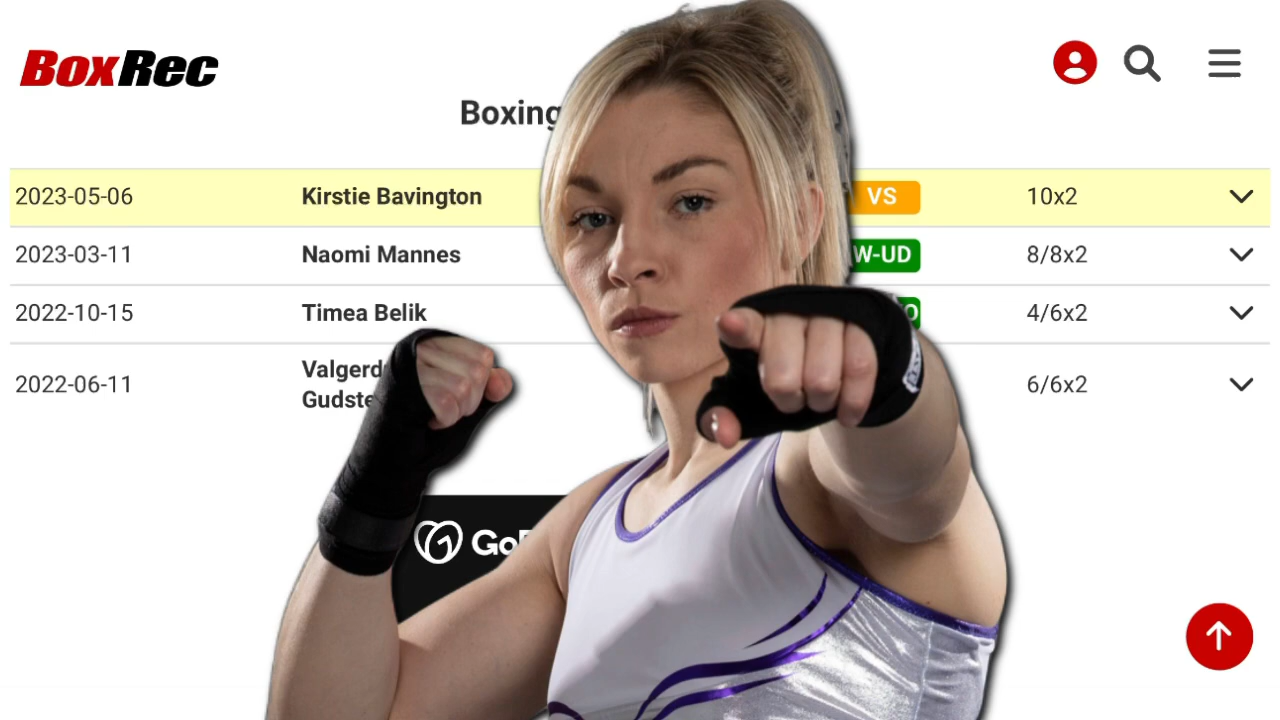 BoxRec
Boxing
2023-05-06 Kirstie Bavington VS 10x2
2023-03-11 Naomi Mannes W-UD 8/8x2
2022-10-15 Timea Belik 4/6x2
2022-06-11 6/6x2